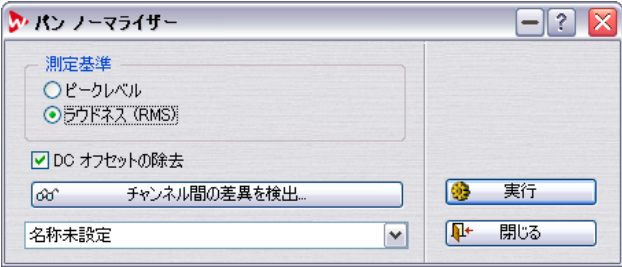 パン ノーマライザー
?
測定基準
ピークレベル
ラウドネス (RMS)
DC オフセットの除去
チャンネル間の差異を検出...
実行
名称未設定
閉じる